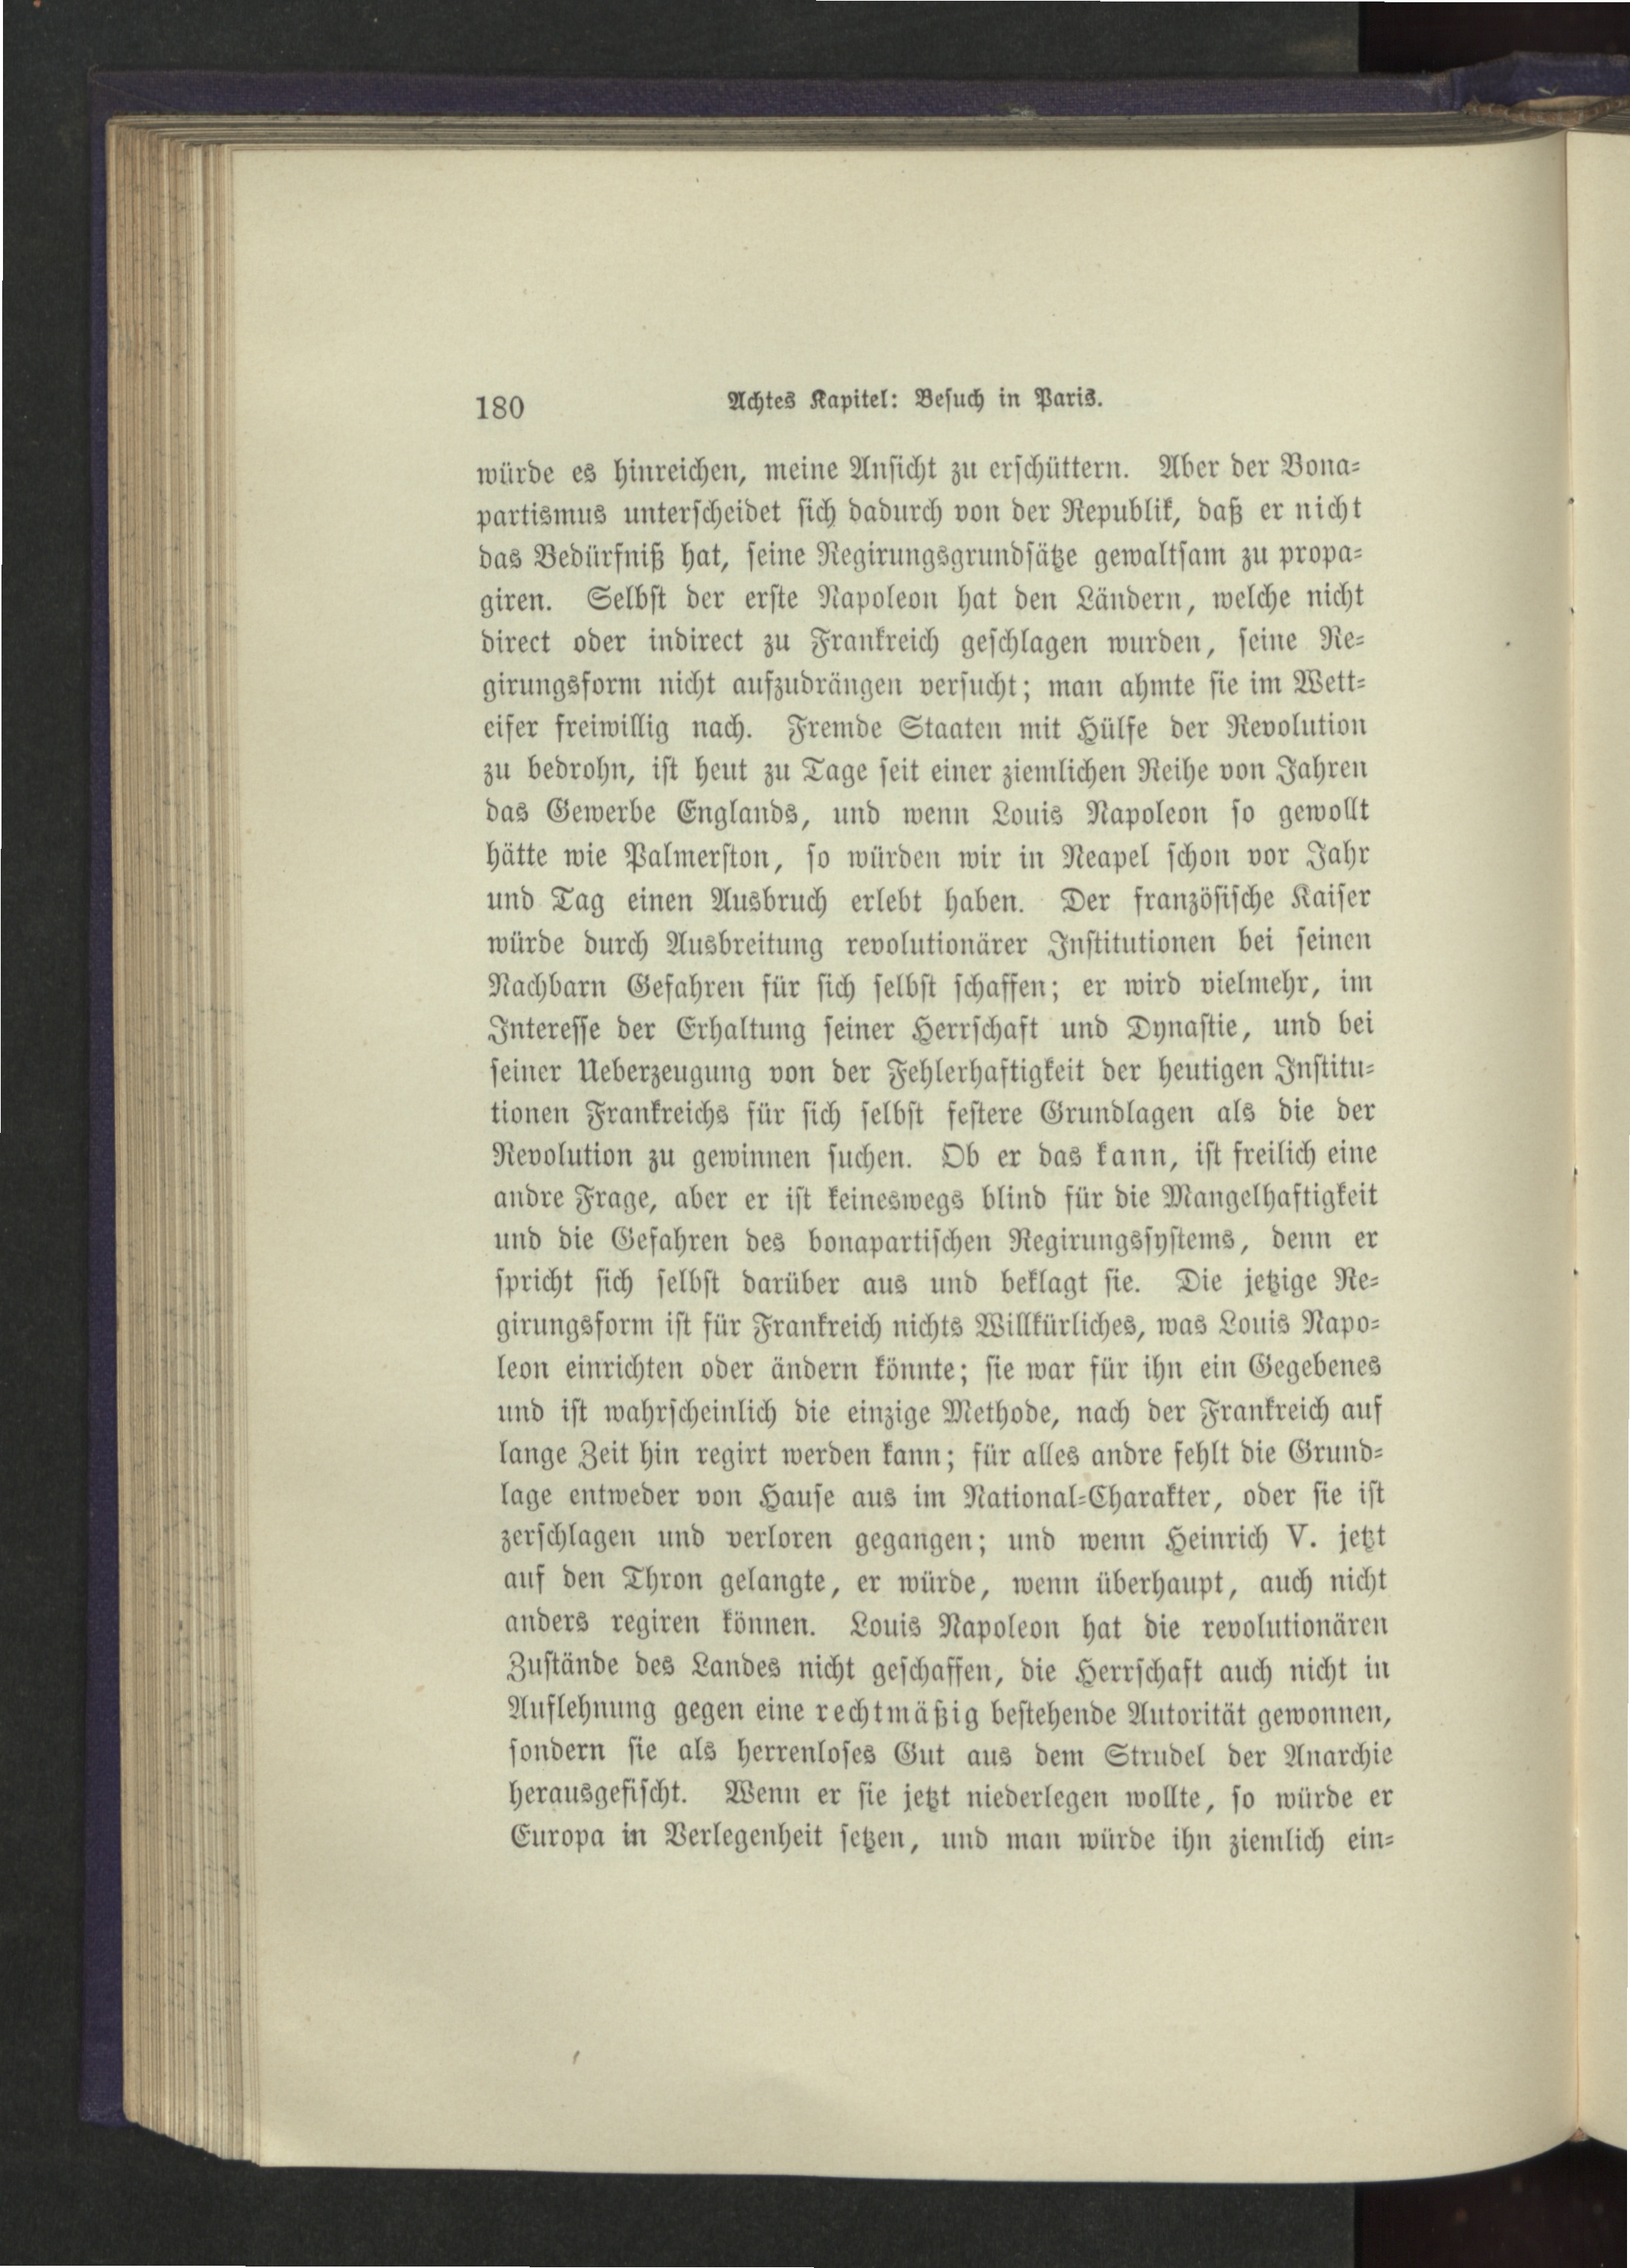 180 Achtes Kapitel: Besuch in Paris.
würde es hinreichen, meine Ansicht zu erschüttern. Aber der Bona-
partismus unterscheidet sich dadurch von der Republik, daß er nicht
das Bedürfniß hat, seine Regirungsgrundsätze gewaltsam zu propa-
giren. Selbst der erste Napoleon hat den Ländern, welche nicht
direct oder indirect zu Frankreich geschlagen wurden, seine Re-
girungsform nicht aufzudrängen versucht; man ahmte sie im Wett-
eifer freiwillig nach. Fremde Staaten mit Hülfe der Revolution
zu bedrohn, ist heut zu Tage seit einer ziemlichen Reihe von Jahren
das Gewerbe Englands, und wenn Louis Napoleon so gewollt
hätte wie Palmerston, so würden wir in Neapel schon vor Jahr
und Tag einen Ausbruch erlebt haben. Der französische Kaiser
würde durch Ausbreitung revolutionärer Institutionen bei seinen
Nachbarn Gefahren für sich selbst schaffen; er wird vielmehr, im
Interesse der Erhaltung seiner Herrschaft und Dynastie, und bei
seiner Ueberzeugung von der Fehlerhaftigkeit der heutigen Institu-
tionen Frankreichs für sich selbst festere Grundlagen als die der
Revolution zu gewinnen suchen. Ob er das kann, ist freilich eine
andre Frage, aber er ist keineswegs blind für die Mangelhaftigkeit
und die Gefahren des bonapartischen Regirungssystems, denn er
spricht sich selbst darüber aus und beklagt sie. Die jetzige Re-
girungsform ist für Frankreich nichts Willkürliches, was Louis Napo-
leon einrichten oder ändern könnte; sie war für ihn ein Gegebenes
und ist wahrscheinlich die einzige Methode, nach der Frankreich auf
lange Zeit hin regirt werden kann; für alles andre fehlt die Grund-
lage entweder von Hause aus im National-Charakter, oder sie ist
zerschlagen und verloren gegangen; und wenn Heinrich V. jetzt
auf den Thron gelangte, er würde, wenn überhaupt, auch nicht
anders regiren können. Louis Napoleon hat die revolutionären
Zustände des Landes nicht geschaffen, die Herrschaft auch nicht in
Auflehnung gegen eine rechtmäßig bestehende Autorität gewonnen,
sondern sie als herrenloses Gut aus dem Strudel der Anarchie
herausgefischt. Wenn er sie jetzt niederlegen wollte, so würde er
Europa in Verlegenheit setzen, und man würde ihn ziemlich ein-